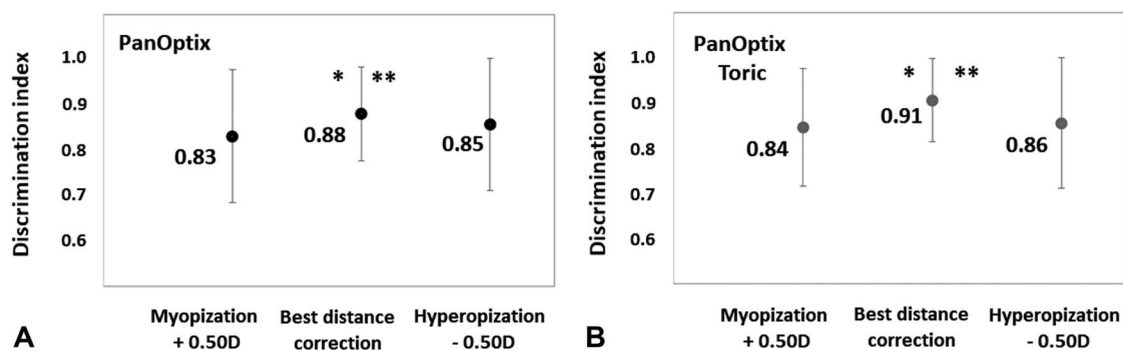 PanOptix
Discrimination index
1.0
0.9
0.8
0.7
0.6
* **
0.83
0.88
0.85
Myopization
+ 0.50D
Best distance
correction
Hyperopization
- 0.50D
A
PanOptix
Toric
Discrimination index
1.0
0.9
0.8
0.7
0.6
* **
0.84
0.91
0.86
Myopization
+ 0.50D
Best distance
correction
Hyperopization
- 0.50D
B